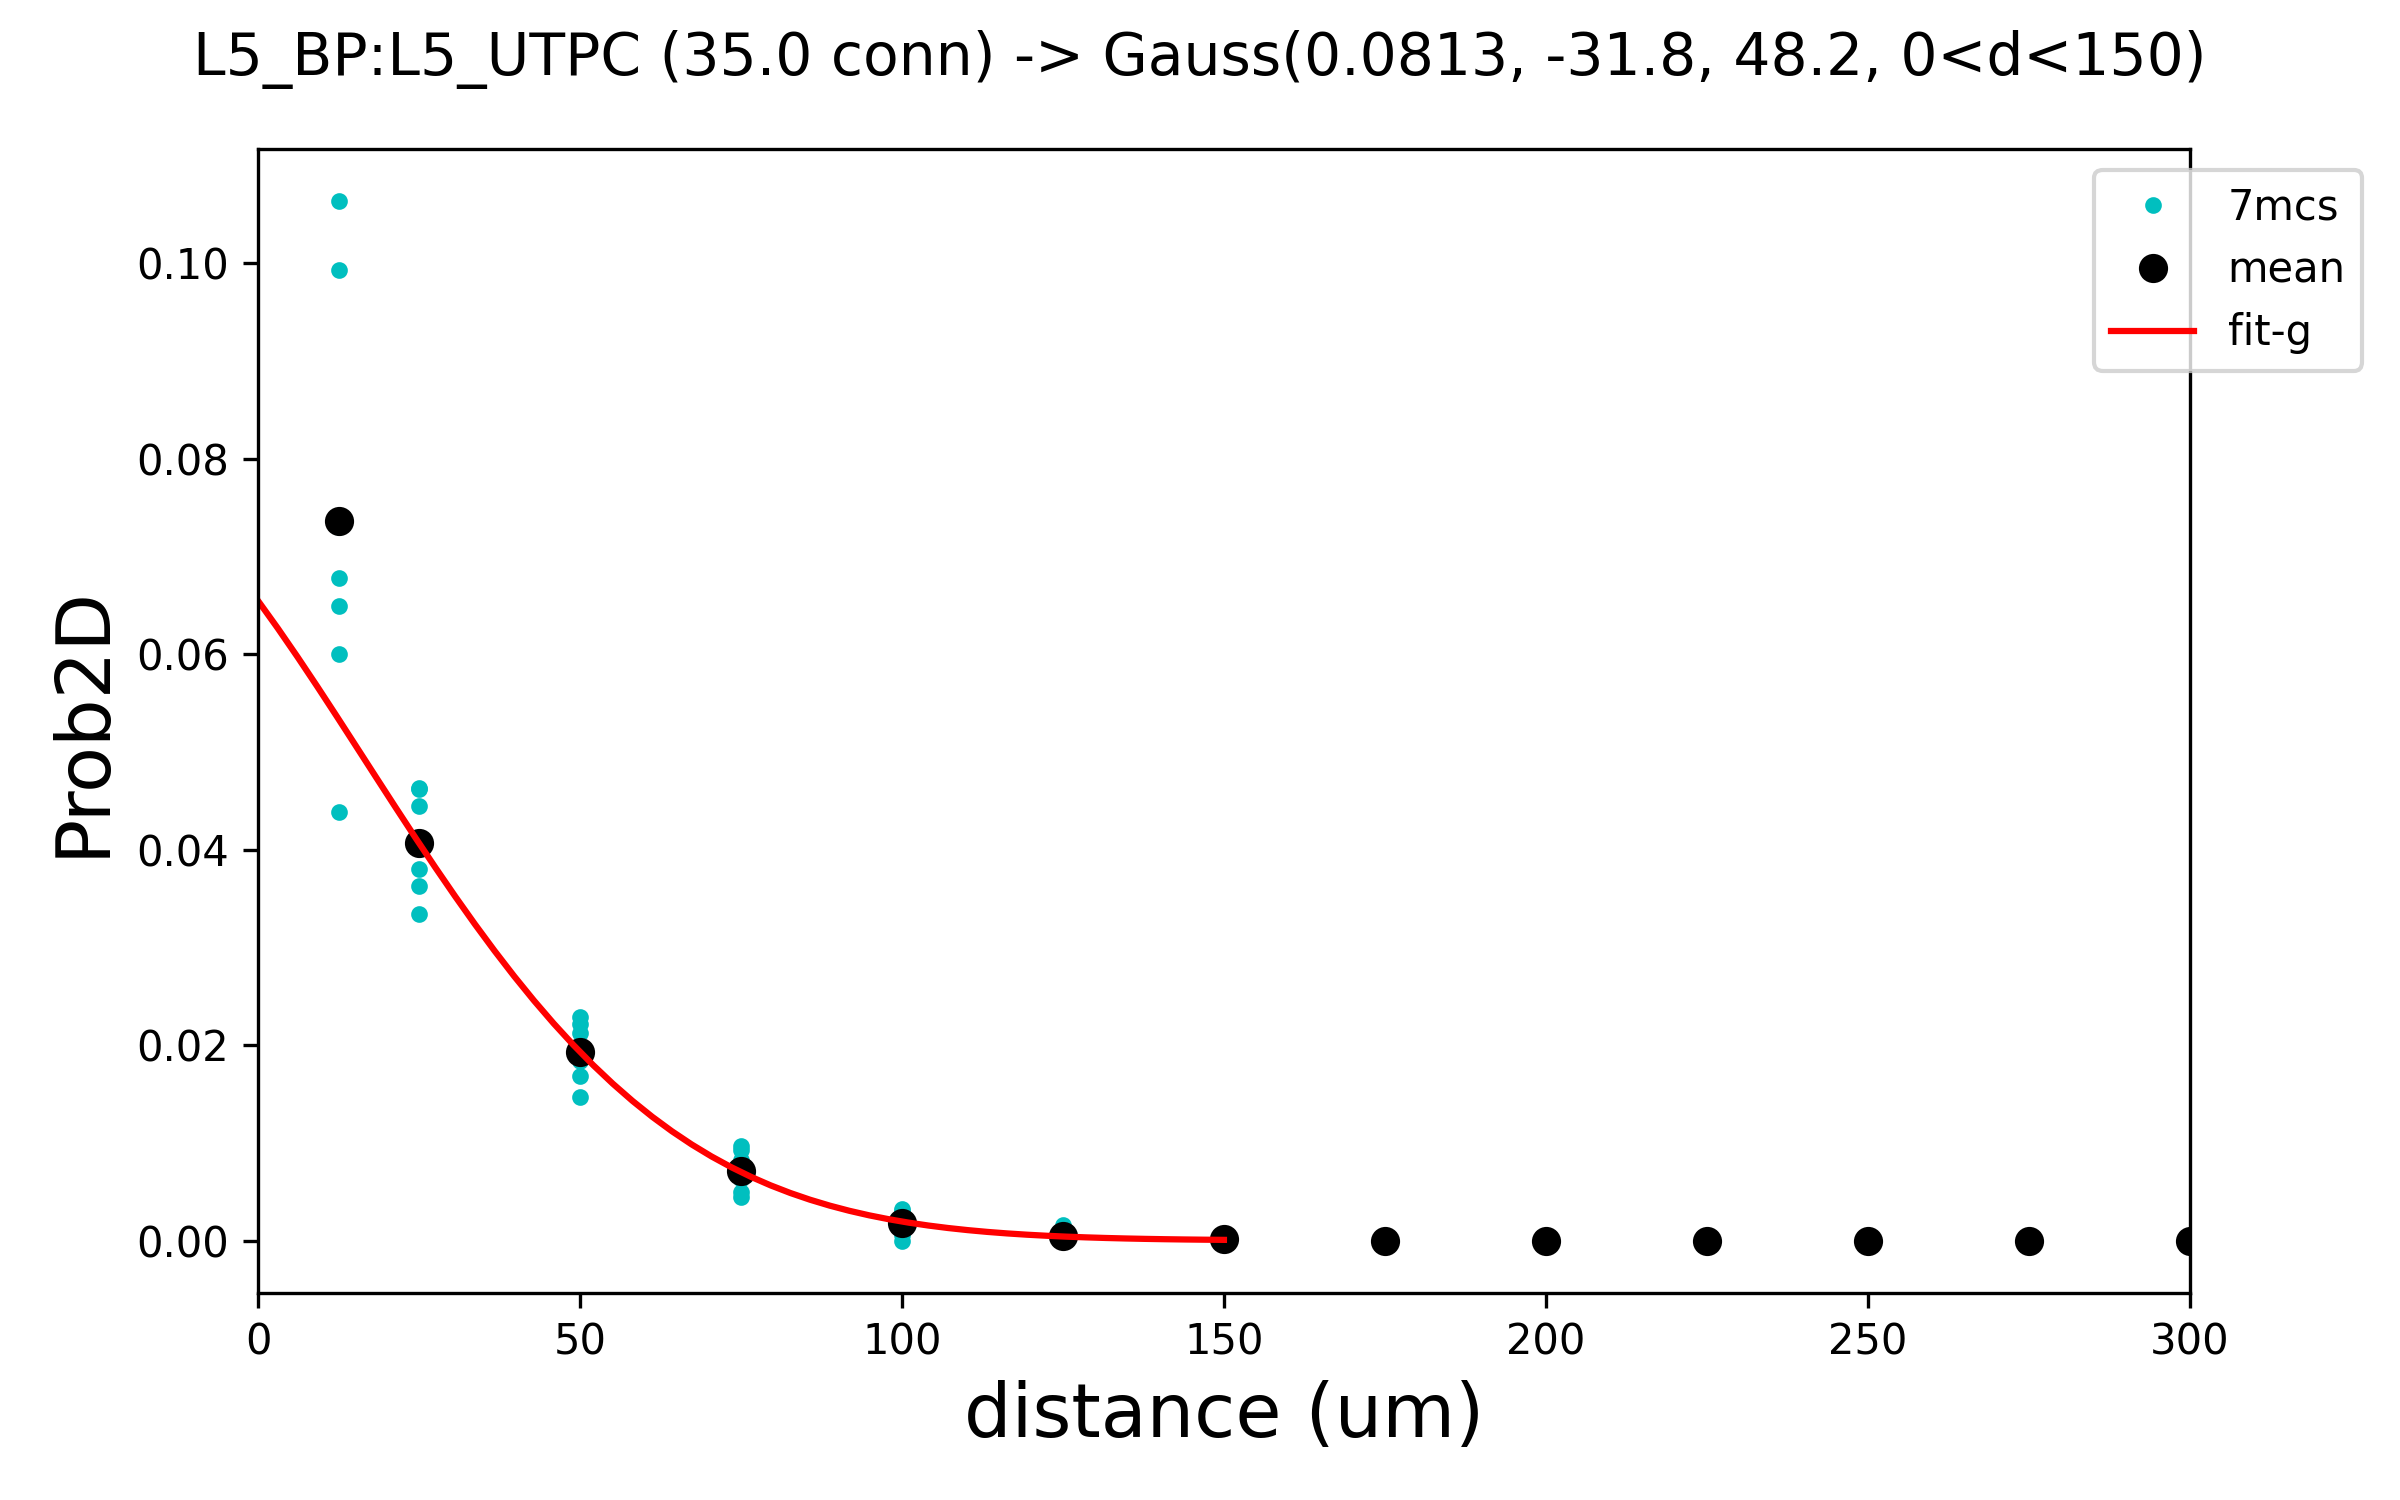 L5_BP:L5_UTPC (35.0 conn) -> Gauss(0.0813, -31.8, 48.2, 0<d<150)
7mcs
mean
fit-g
Prob2D
0.10
0.08
0.06
0.04
0.02
0.00
0 50 100 150 200 250 300
distance (um)